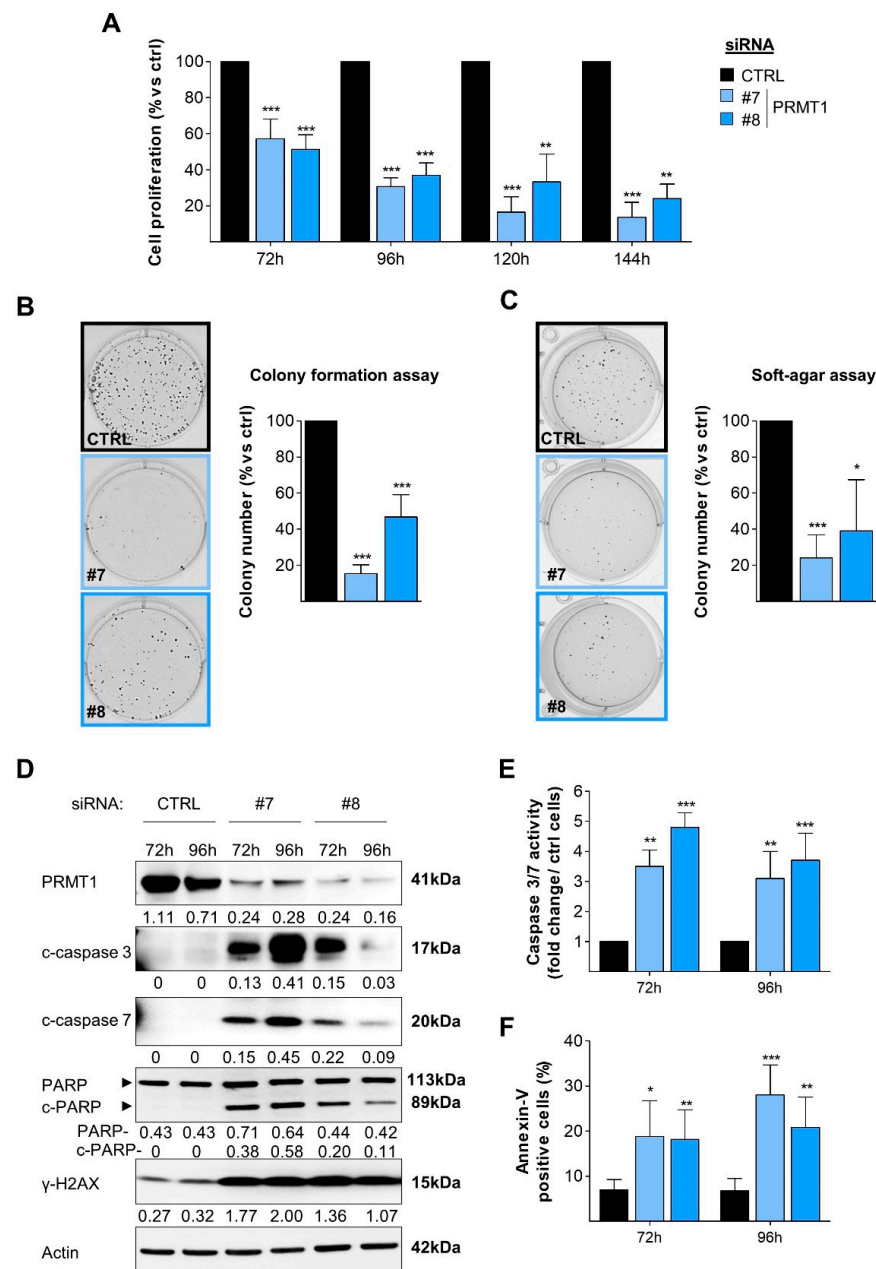 A
Cell proliferation (% vs ctrl)
100
80
60
40
20
*** *** *** *** *** ** *** **
72h 96h 120h 144h
siRNA
CTRL
#7
#8
PRMT1
B
CTRL
#7
#8
Colony formation assay
Colony number (% vs ctrl)
100
80
60
40
20
*** ***
C
CTRL
#7
#8
Soft-agar assay
Colony number (% vs ctrl)
100
80
60
40
20
*** *
D
siRNA: CTRL #7 #8
72h 96h 72h 96h 72h 96h
PRMT1 41kDa
1.11 0.71 0.24 0.28 0.24 0.16
c-caspase 3 17kDa
0 0 0.13 0.41 0.15 0.03
c-caspase 7 20kDa
0 0 0.15 0.45 0.22 0.09
PARP 113kDa
c-PARP 89kDa
PARP- 0.43 0.43 0.71 0.64 0.44 0.42
c-PARP- 0 0 0.38 0.58 0.20 0.11
γ-H2AX 15kDa
0.27 0.32 1.77 2.00 1.36 1.07
Actin 42kDa
E
Caspase 3/7 activity
(fold change/ ctrl cells)
6
5
4
3
2
1
** *** ** ***
72h 96h
F
Annexin-V
positive cells (%)
40
30
20
10
* ** *** **
72h 96h